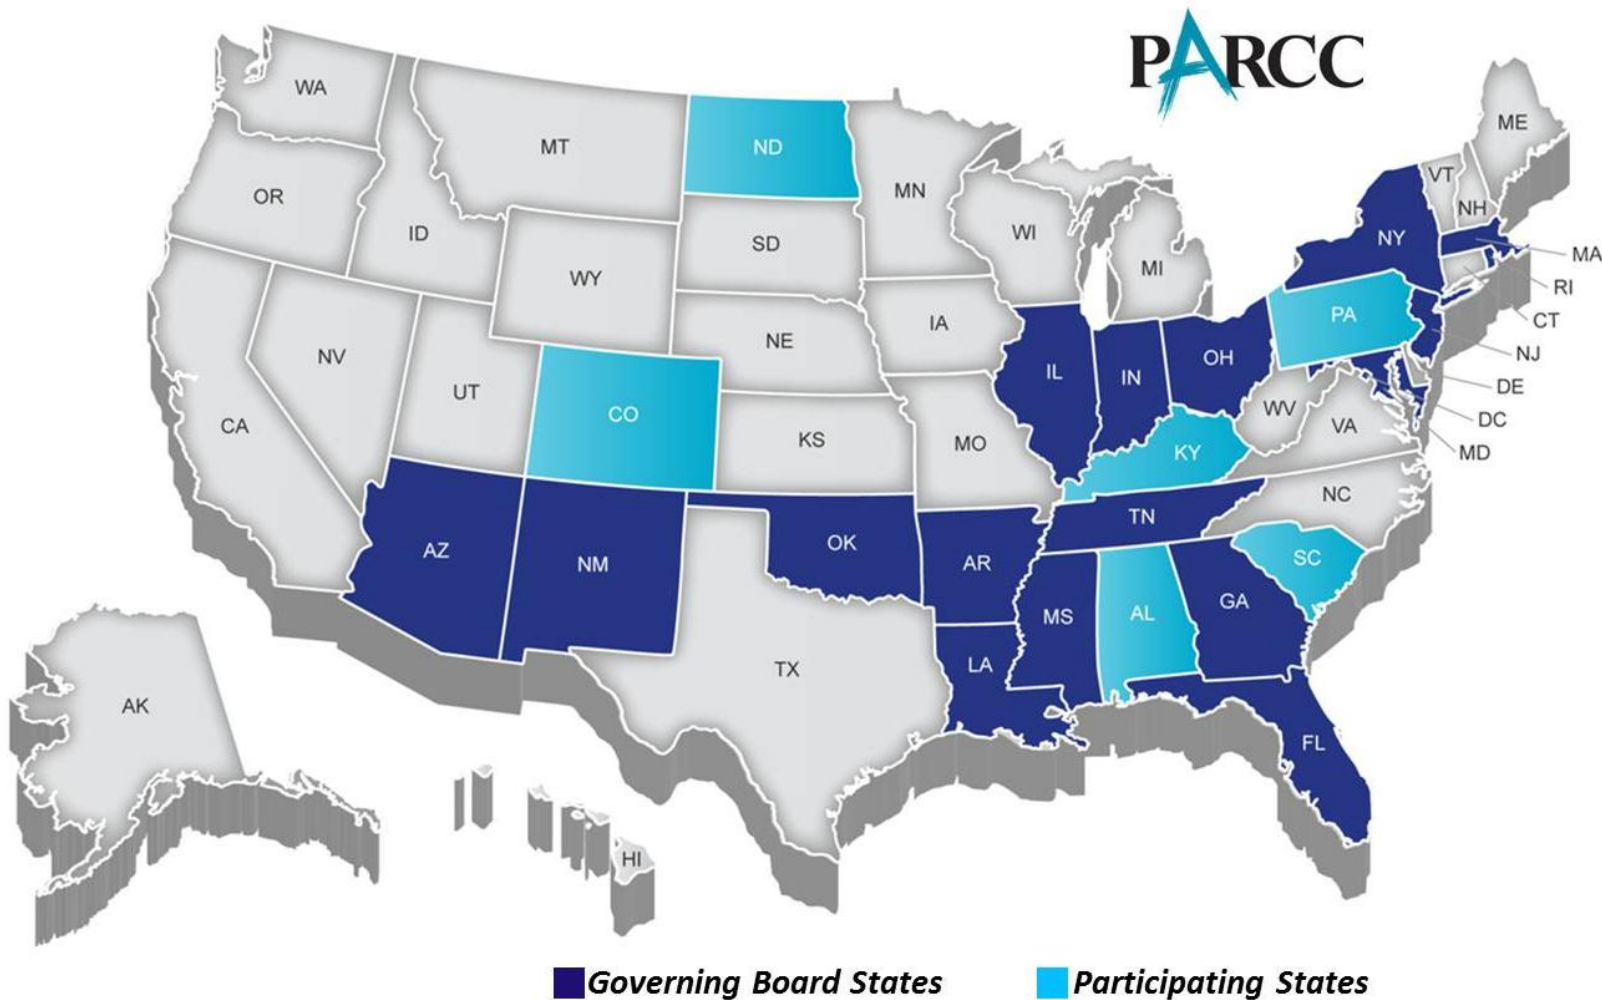 PARCC
WA
MT
ND
MN
ME
OR
ID
SD
WI
MI
VT
NH
NY
MA
WY
RI
IA
PA
CT
NV
NE
NJ
UT
IL
IN
OH
DE
CA
CO
KS
MO
WV
VA
DC
KY
MD
NC
TN
AZ
NM
OK
AR
SC
MS
AL
GA
TX
LA
AK
FL
HI
Governing Board States
Participating States